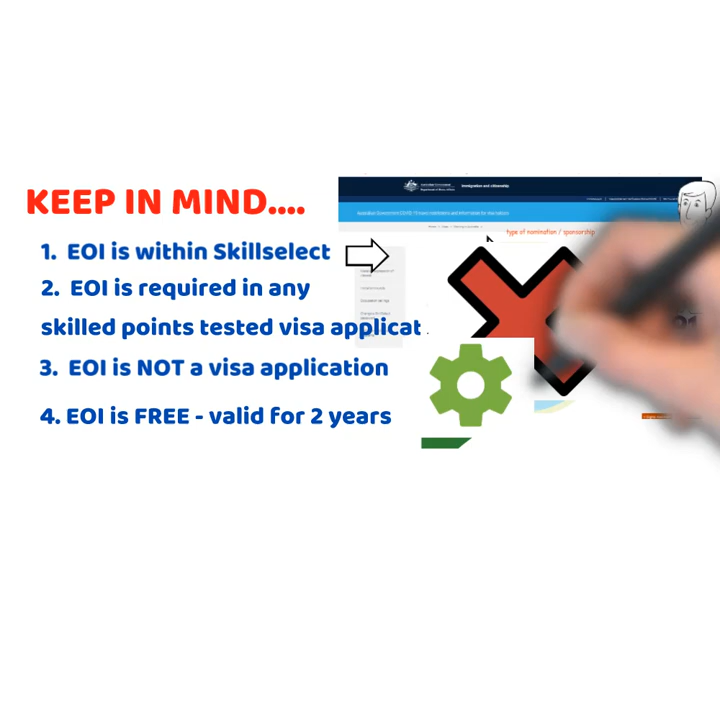 KEEP IN MIND....
1. EOI is within Skillselect
2. EOI is required in any
skilled points tested visa applicat
3. EOI is NOT a visa application
4. EOI is FREE - valid for 2 years
Immigration and citizenship
type of nomination / sponsorship